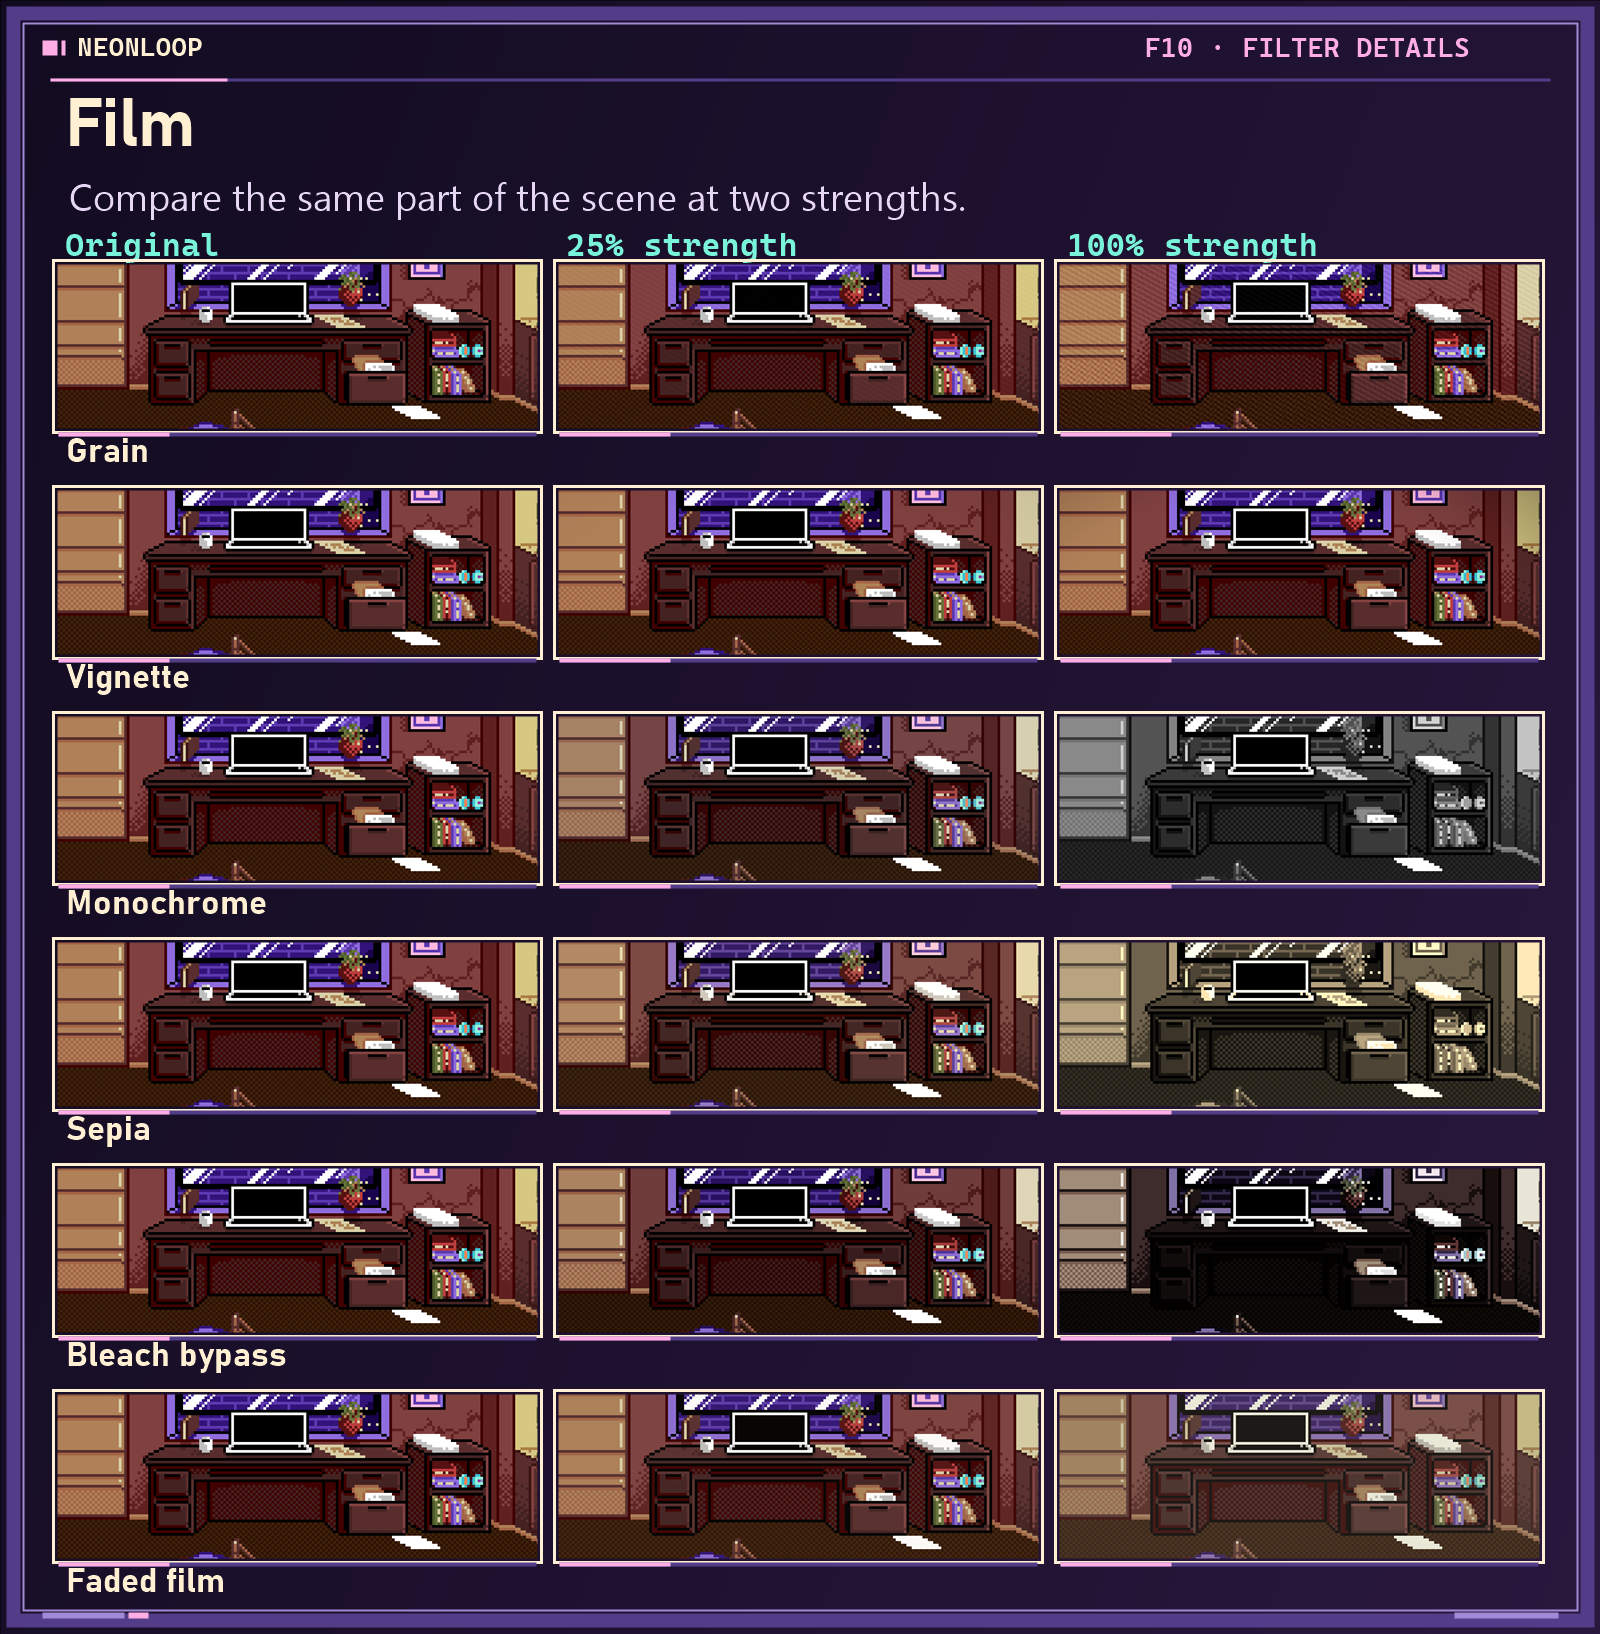 NEONLOOP
F10 · FILTER DETAILS
Film
Compare the same part of the scene at two strengths.
Original
25% strength
100% strength
Grain
Vignette
Monochrome
Sepia
Bleach bypass
Faded film